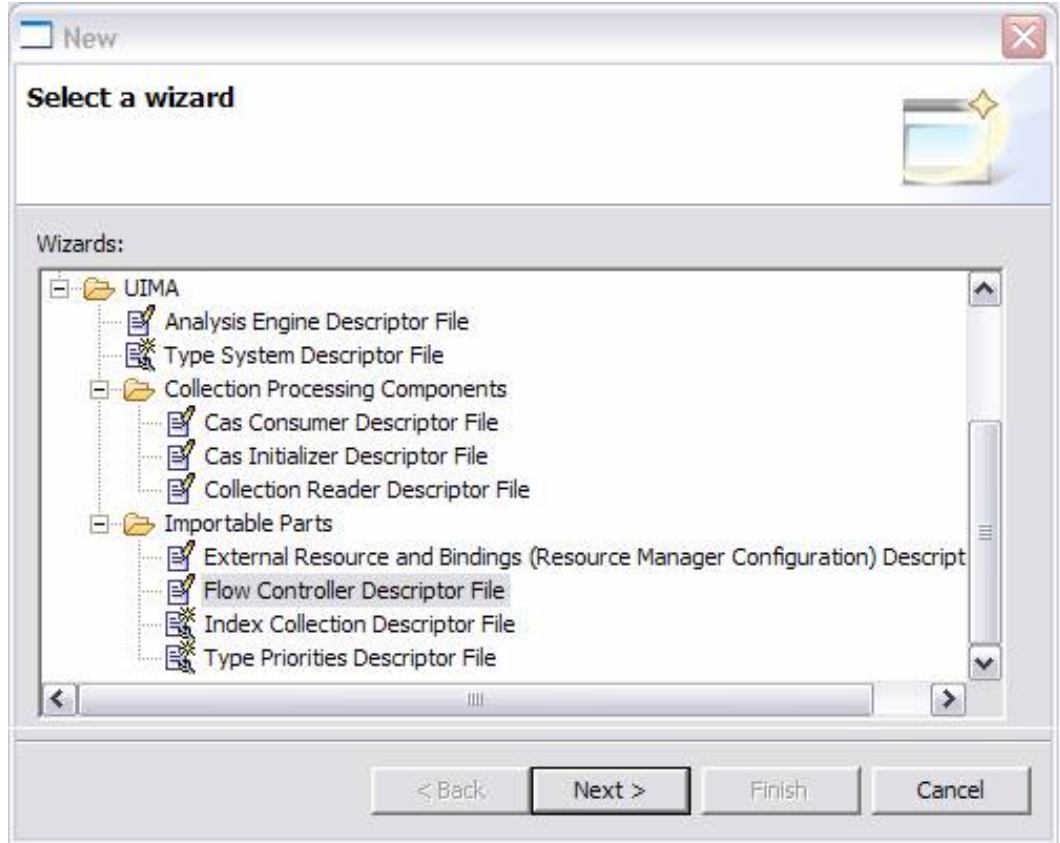 New
Select a wizard
Wizards:
UIMA
Analysis Engine Descriptor File
Type System Descriptor File
Collection Processing Components
Cas Consumer Descriptor File
Cas Initializer Descriptor File
Collection Reader Descriptor File
Importable Parts
External Resource and Bindings (Resource Manager Configuration) Descript
Flow Controller Descriptor File
Index Collection Descriptor File
Type Priorities Descriptor File
< Back Next > Finish Cancel